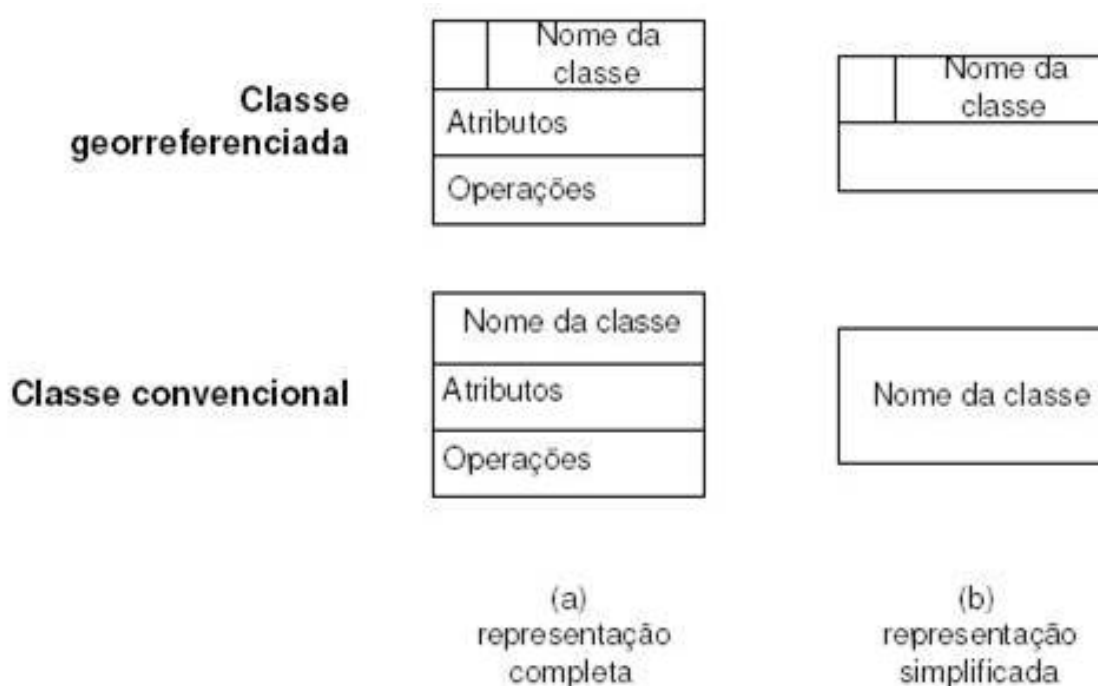 Nome da
classe
Classe
georreferenciada
Atributos
Operações
Nome da
classe
Classe convencional
Nome da classe
Atributos
Operações
Nome da classe
(a)
representação
completa
(b)
representação
simplificada